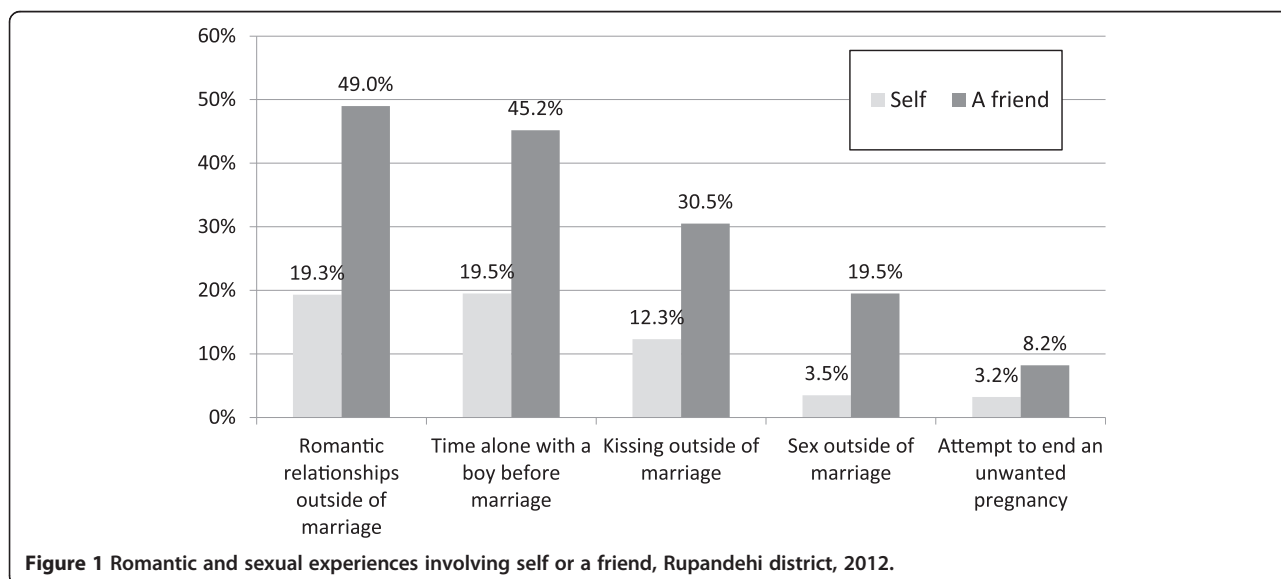 60%
50%
40%
30%
20%
10%
0%
Self A friend
49.0%
45.2%
30.5%
19.3%
19.5%
19.5%
12.3%
3.5%
3.2%
8.2%
Romantic
relationships
outside of
marriage
Time alone with a
boy before
marriage
Kissing outside of
marriage
Sex outside of
marriage
Attempt to end an
unwanted
pregnancy
Figure 1 Romantic and sexual experiences involving self or a friend, Rupandehi district, 2012.